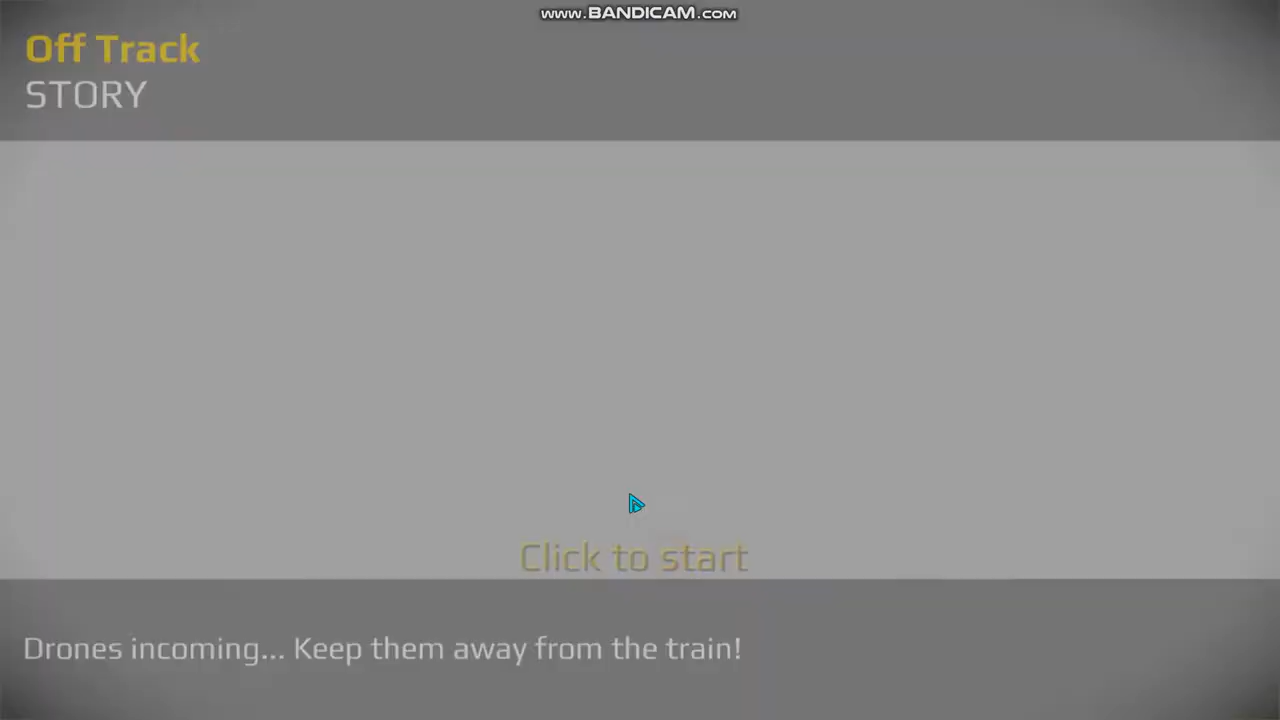 www.BANDICAM.com
Off Track
STORY
Click to start
Drones incoming... Keep them away from the train!